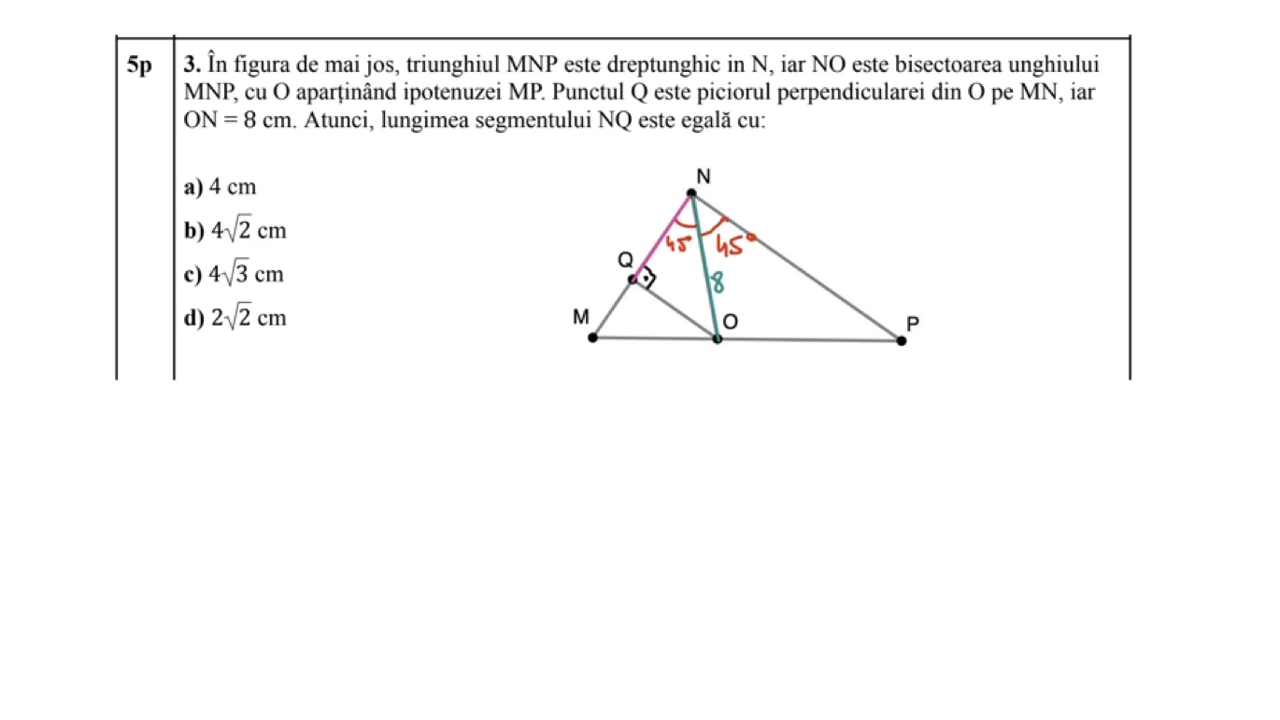 5p
3. În figura de mai jos, triunghiul MNP este dreptunghic in N, iar NO este bisectoarea unghiului
MNP, cu O aparținând ipotenuzei MP. Punctul Q este piciorul perpendicularei din O pe MN, iar
ON = 8 cm. Atunci, lungimea segmentului NQ este egală cu:
a) 4 cm
b) 4√2 cm
c) 4√3 cm
d) 2√2 cm
N
45 45°
Q
8
M O P